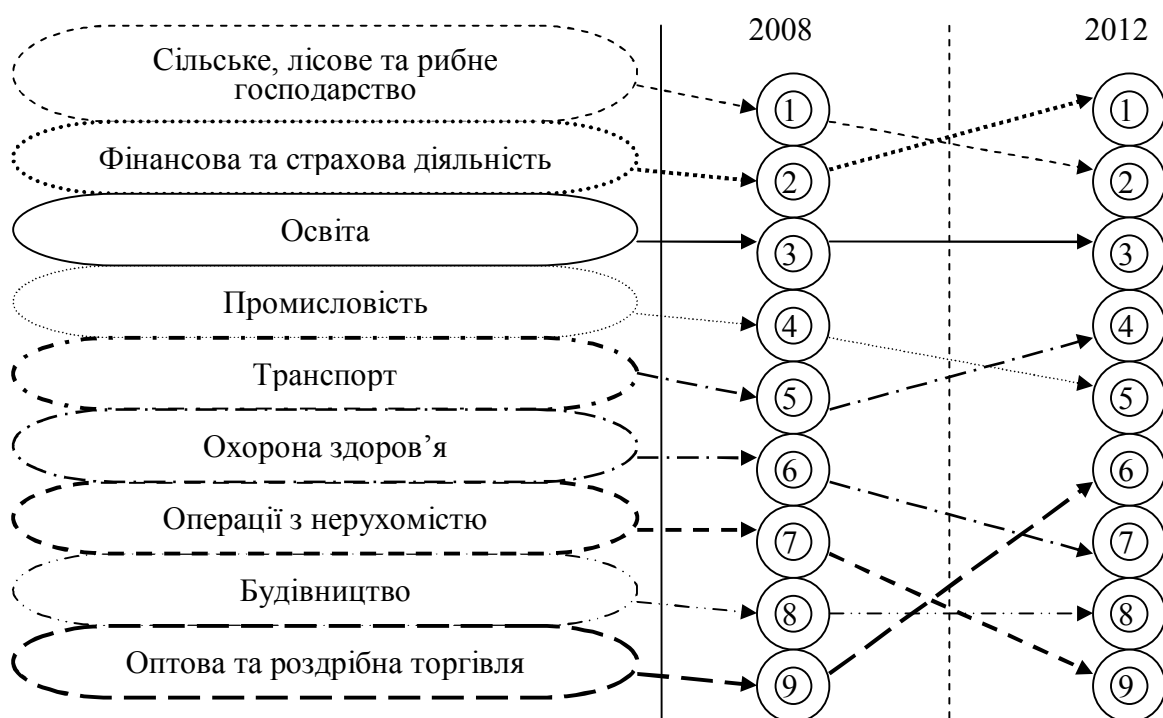 2008 2012
Сільське, лісове та рибне
господарство
1 1
Фінансова та страхова діяльність
2 2
Освіта
3 3
Промисловість
4 4
Транспорт
5 5
Охорона здоров’я
6 6
Операції з нерухомістю
7 7
Будівництво
8 8
Оптова та роздрібна торгівля
9 9